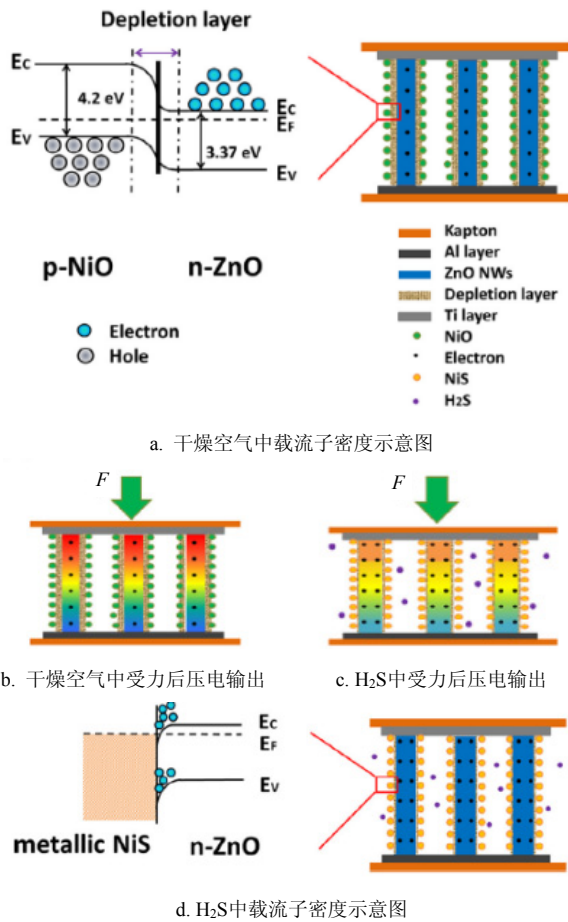 Depletion layer
EC
4.2 eV
EC
EF
EV
3.37 eV
EV
p-NiO n-ZnO
Electron
Hole
Kapton
Al layer
ZnO NWs
Depletion layer
Ti layer
NiO
Electron
NiS
H2S
a. 干燥空气中载流子密度示意图
F
F
b. 干燥空气中受力后压电输出
c. H2S中受力后压电输出
EC
EF
EV
metallic NiS n-ZnO
d. H2S中载流子密度示意图